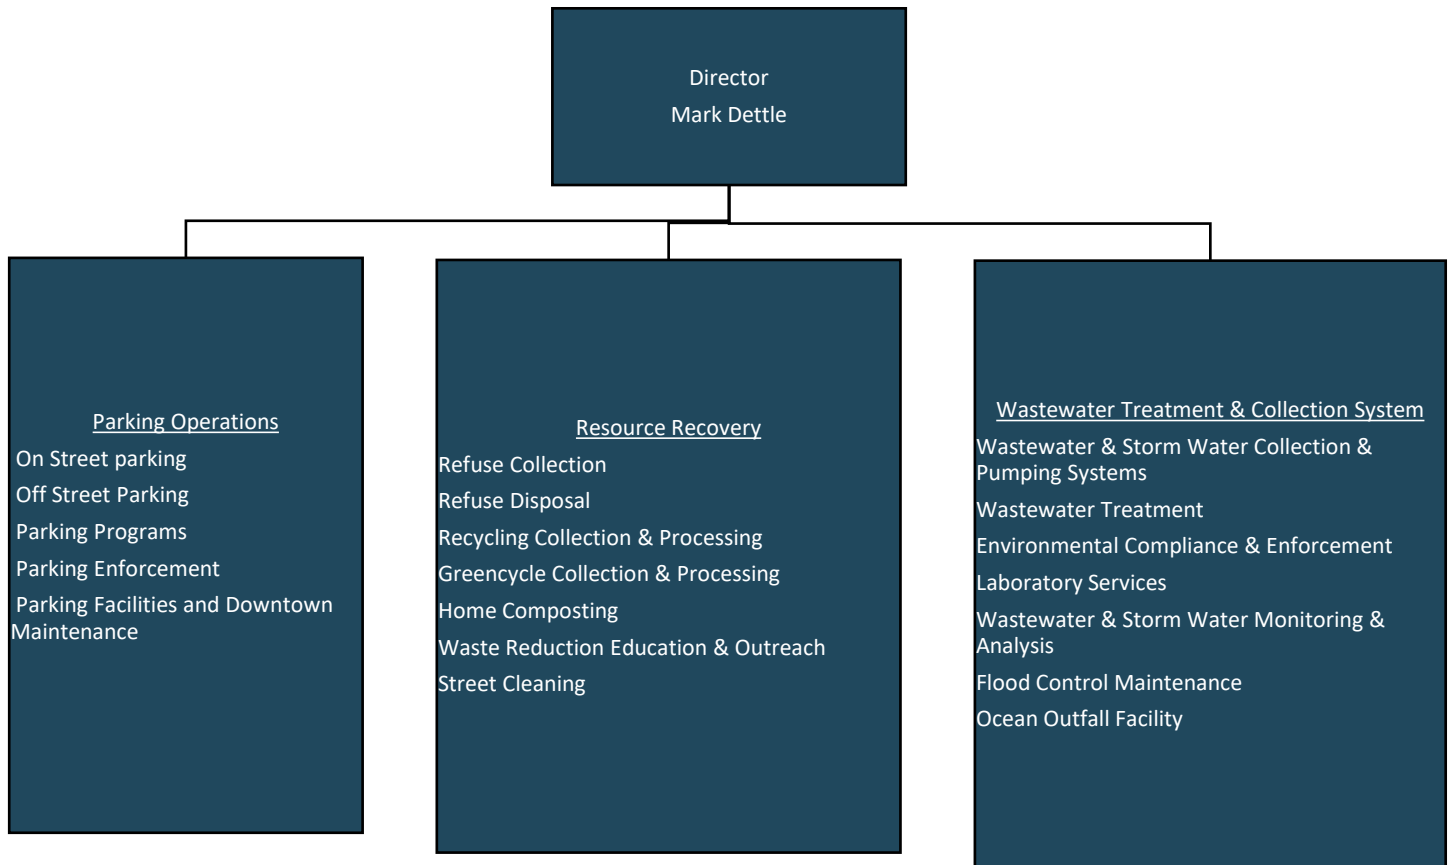 Director
Mark Dettle
Parking Operations
On Street parking
Off Street Parking
Parking Programs
Parking Enforcement
Parking Facilities and Downtown
Maintenance
Resource Recovery
Refuse Collection
Refuse Disposal
Recycling Collection & Processing
Greencycle Collection & Processing
Home Composting
Waste Reduction Education & Outreach
Street Cleaning
Wastewater Treatment & Collection System
Wastewater & Storm Water Collection &
Pumping Systems
Wastewater Treatment
Environmental Compliance & Enforcement
Laboratory Services
Wastewater & Storm Water Monitoring &
Analysis
Flood Control Maintenance
Ocean Outfall Facility